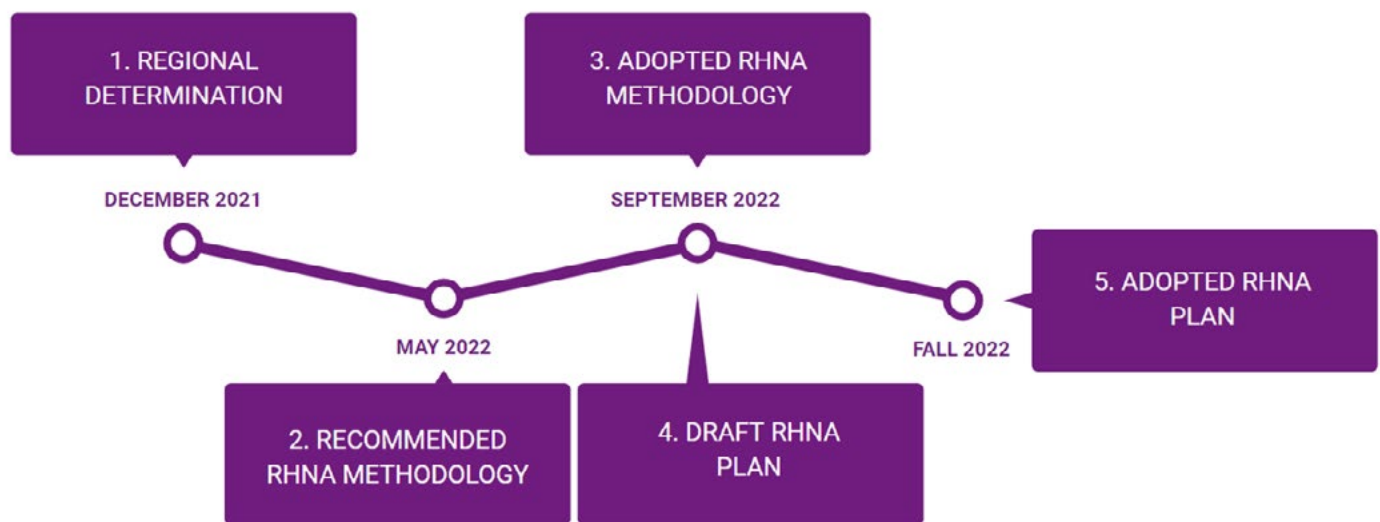 1. REGIONAL
DETERMINATION
3. ADOPTED RHNA
METHODOLOGY
DECEMBER 2021
SEPTEMBER 2022
5. ADOPTED RHNA
PLAN
MAY 2022
FALL 2022
2. RECOMMENDED
RHNA METHODOLOGY
4. DRAFT RHNA
PLAN